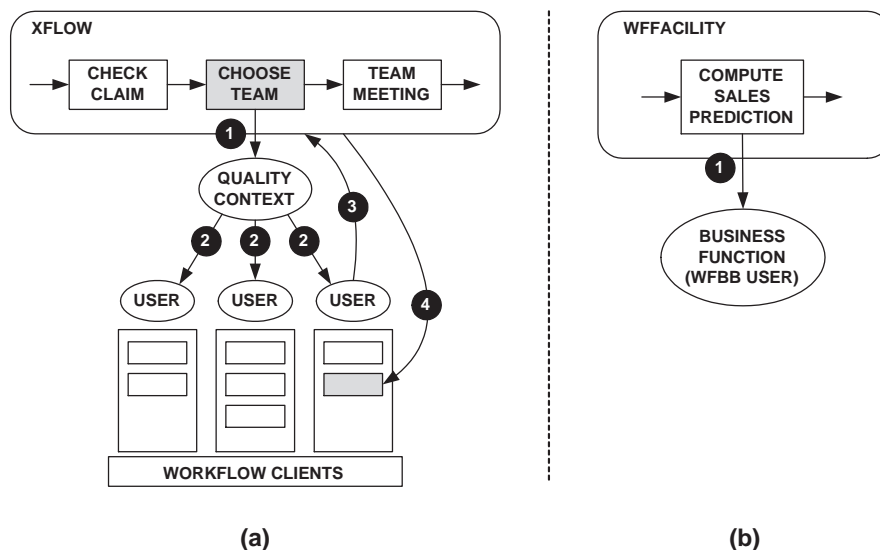 XFLOW
CHECK
CLAIM
CHOOSE
TEAM
TEAM
MEETING
1
QUALITY
CONTEXT
2
2
2
3
4
USER
USER
USER
WORKFLOW CLIENTS
(a)
WFFACILITY
COMPUTE
SALES
PREDICTION
1
BUSINESS
FUNCTION
(WFBB USER)
(b)